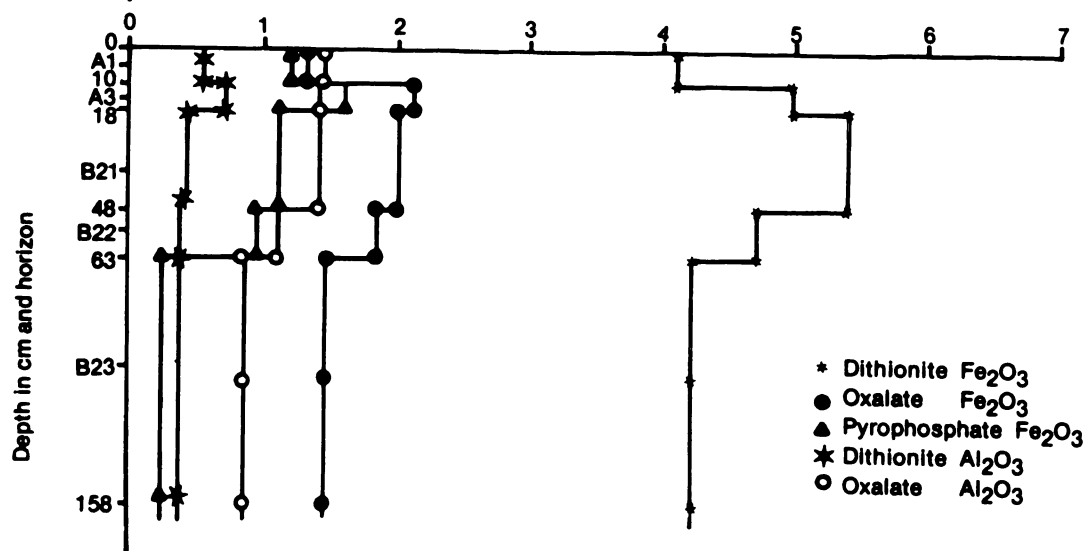 0 1 2 3 4 5 6 7
0
A1
10
A3
18
B21
48
B22
63
B23
158
Depth in cm and horizon
Dithionite Fe2O3
Oxalate Fe2O3
Pyrophosphate Fe2O3
Dithionite Al2O3
Oxalate Al2O3